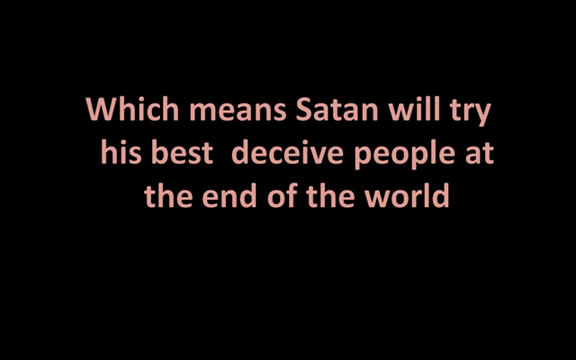 Which means Satan will try
his best  deceive people at
the end of the world